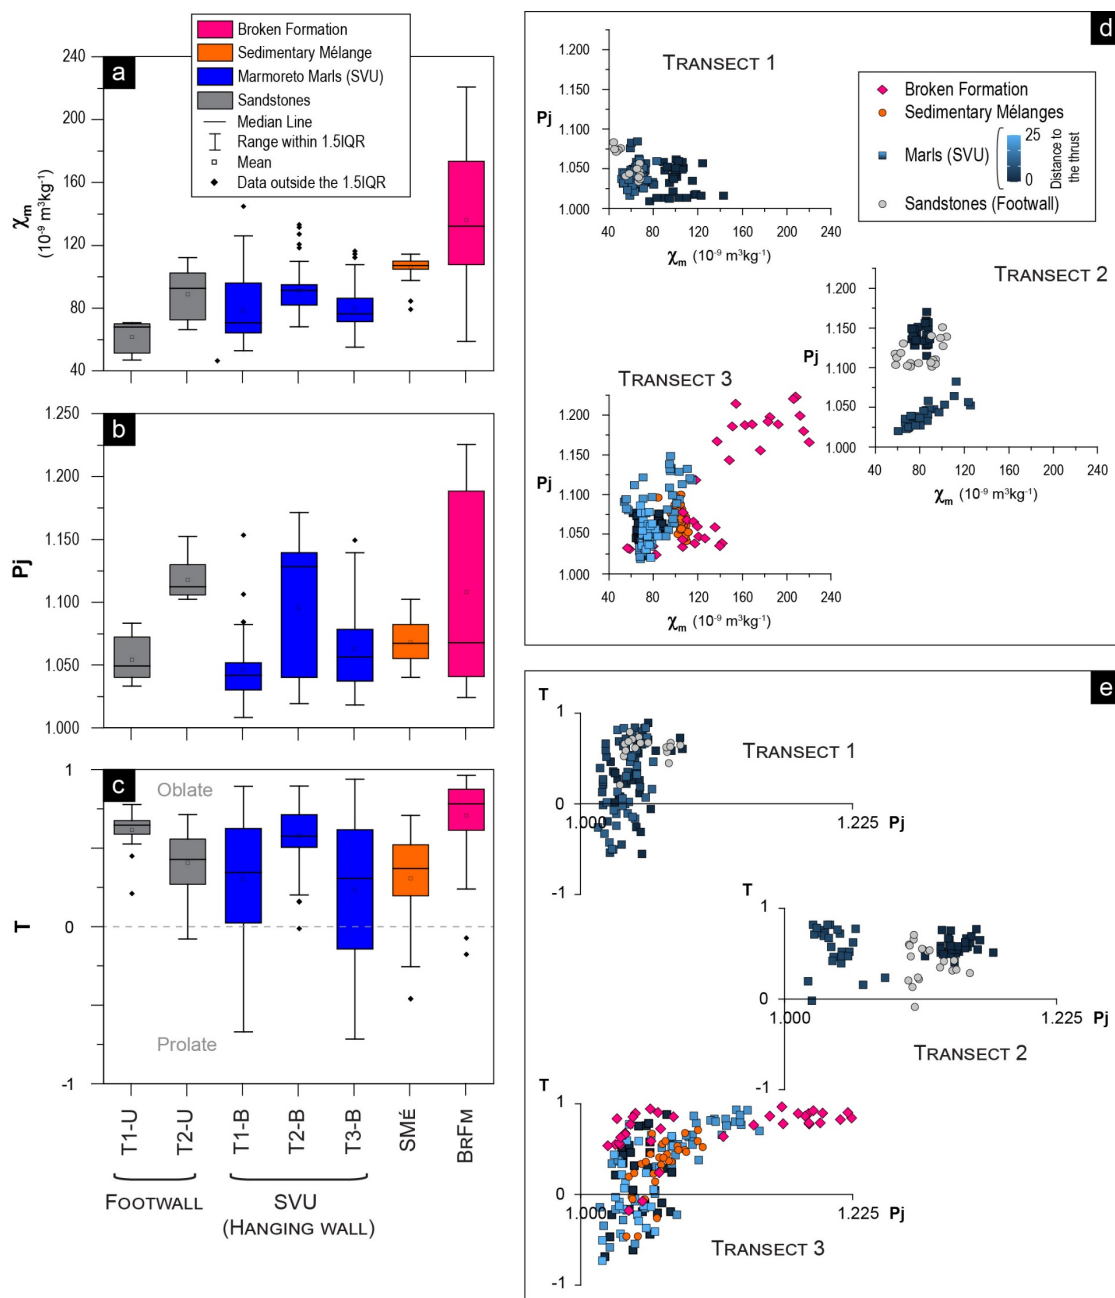 Broken Formation
Sedimentary Mélange
Marmoreto Marls (SVU)
Sandstones
Median Line
Range within 1.5IQR
Mean
Data outside the 1.5IQR
a
240
200
160
120
80
40
χm
(10-9 m3kg-1)
b
1.250
1.200
1.150
1.100
1.050
1.000
Pj
c
1
0
-1
T
Oblate
Prolate
T1-U
T2-U
T1-B
T2-B
T3-B
SMÉ
BRFM
FOOTWALL
SVU
(HANGING WALL)
d
TRANSECT 1
Pj
1.200
1.150
1.100
1.050
1.000
40 80 120 160 200 240
χm (10-9 m3kg-1)
Broken Formation
Sedimentary Mélanges
Marls (SVU)
25
0
Distance to
the thrust
Sandstones (Footwall)
TRANSECT 2
Pj
1.200
1.150
1.100
1.050
1.000
40 80 120 160 200 240
χm (10-9 m3kg-1)
TRANSECT 3
Pj
1.200
1.150
1.100
1.050
1.000
40 80 120 160 200 240
χm (10-9 m3kg-1)
e
T
1
0
-1
1.000
1.225 Pj
TRANSECT 1
T
1
0
-1
1.000
1.225 Pj
TRANSECT 2
T
1
0
-1
1.000
1.225 Pj
TRANSECT 3